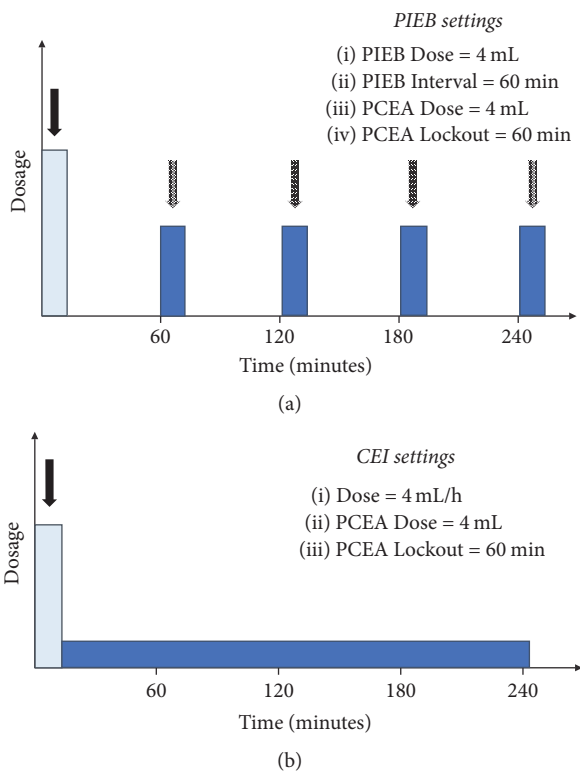 PIEB settings
(i) PIEB Dose = 4 mL
(ii) PIEB Interval = 60 min
(iii) PCEA Dose = 4 mL
(iv) PCEA Lockout = 60 min
Dosage
60
120
180
240
Time (minutes)
(a)
CEI settings
(i) Dose = 4 mL/h
(ii) PCEA Dose = 4 mL
(iii) PCEA Lockout = 60 min
Dosage
60
120
180
240
Time (minutes)
(b)